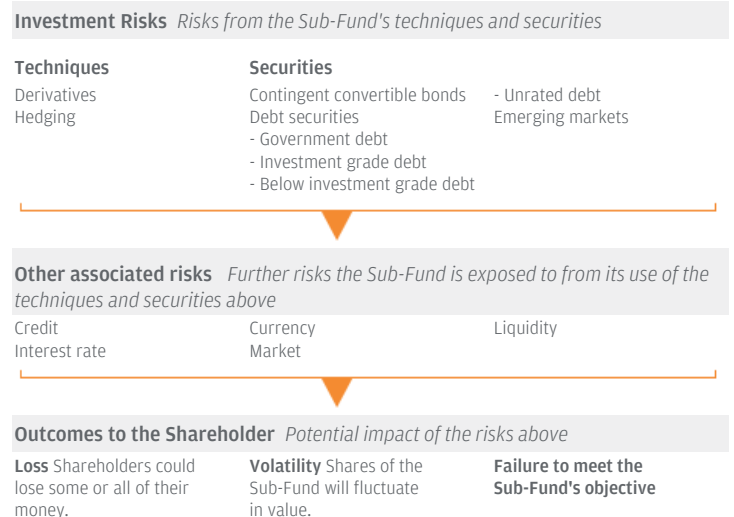 Investment Risks Risks from the Sub-Fund's techniques and securities
Techniques
Derivatives
Hedging
Securities
Contingent convertible bonds
Debt securities
- Government debt
- Investment grade debt
- Below investment grade debt
- Unrated debt
Emerging markets
Other associated risks Further risks the Sub-Fund is exposed to from its use of the
techniques and securities above
Credit
Interest rate
Currency
Market
Liquidity
Outcomes to the Shareholder Potential impact of the risks above
Loss Shareholders could
lose some or all of their
money.
Volatility Shares of the
Sub-Fund will fluctuate
in value.
Failure to meet the
Sub-Fund's objective